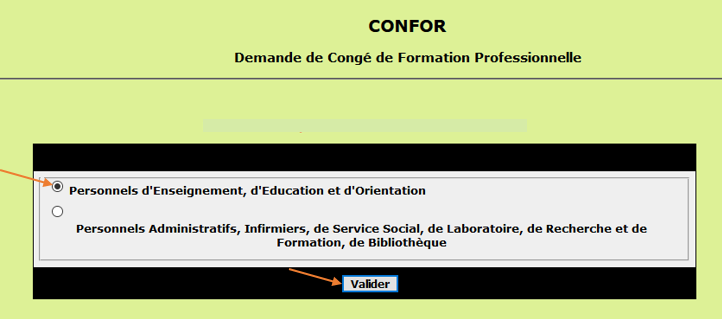 CONFOR
Demande de Congé de Formation Professionnelle
Personnels d'Enseignement, d'Education et d'Orientation
Personnels Administratifs, Infirmiers, de Service Social, de Laboratoire, de Recherche et de
Formation, de Bibliothèque
Valider